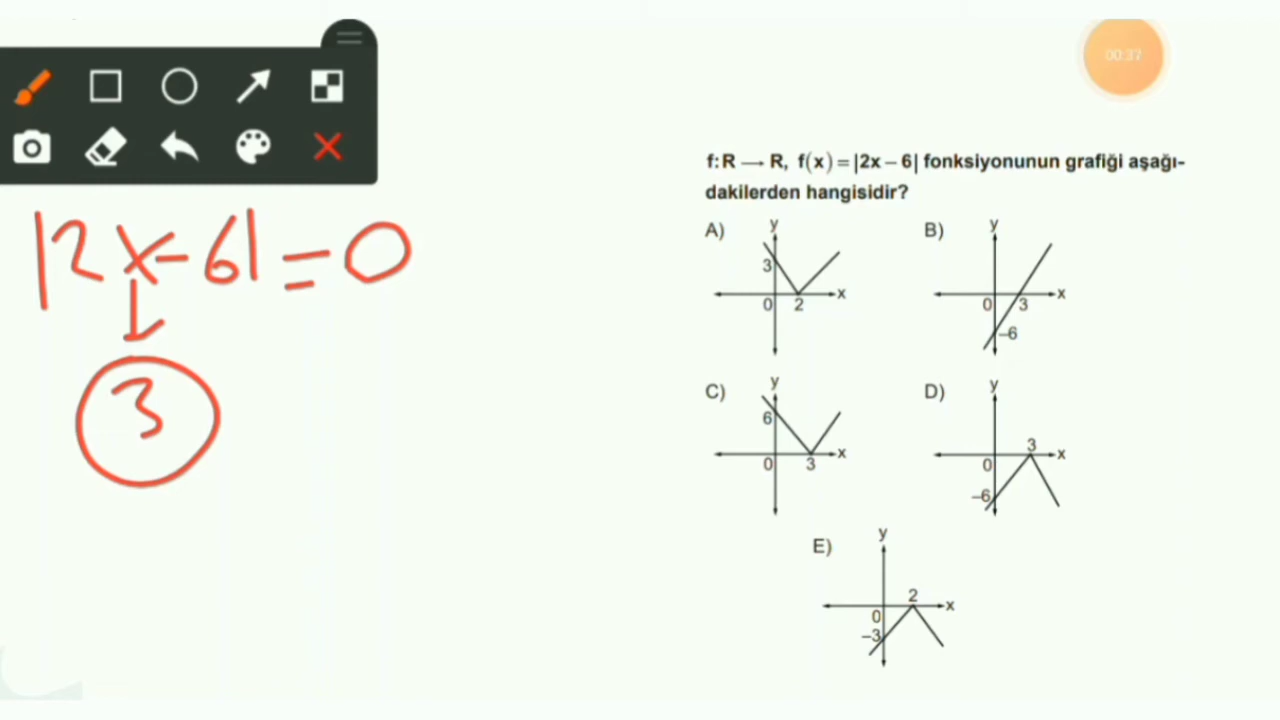 00:37
|2x-6|=0
3
f:R → R, f(x)=|2x-6| fonksiyonunun grafiği aşağı-
dakilerden hangisidir?
A) y 3 0 2 x
B) y 0 3 x -6
C) y 6 0 3 x
D) y 3 0 x -6
E) y 2 0 x -3